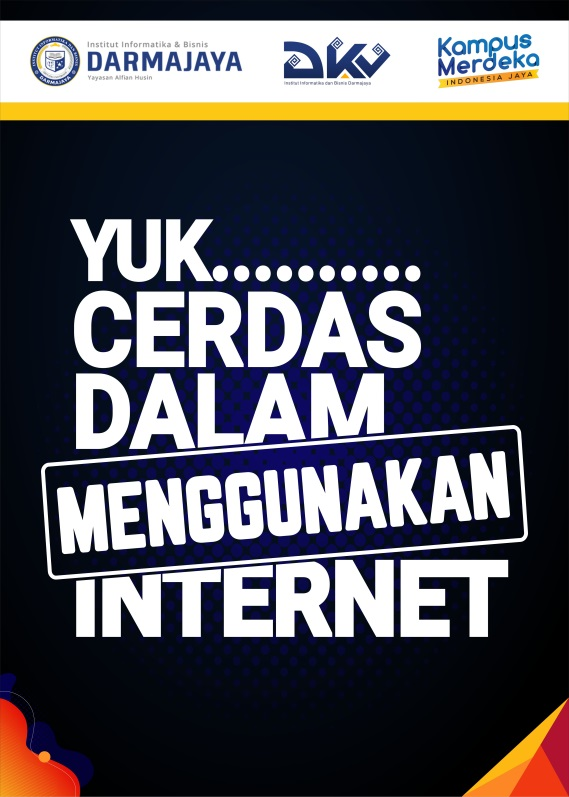 Institut Informatika & Bisnis
DARMAJAYA
Yayasan Alfian Husin
DKV
Institut Informatika dan Bisnis Darmajaya
Kampus
Merdeka
INDONESIA JAYA
YUK..........
CERDAS
DALAM
MENGGUNAKAN
INTERNET